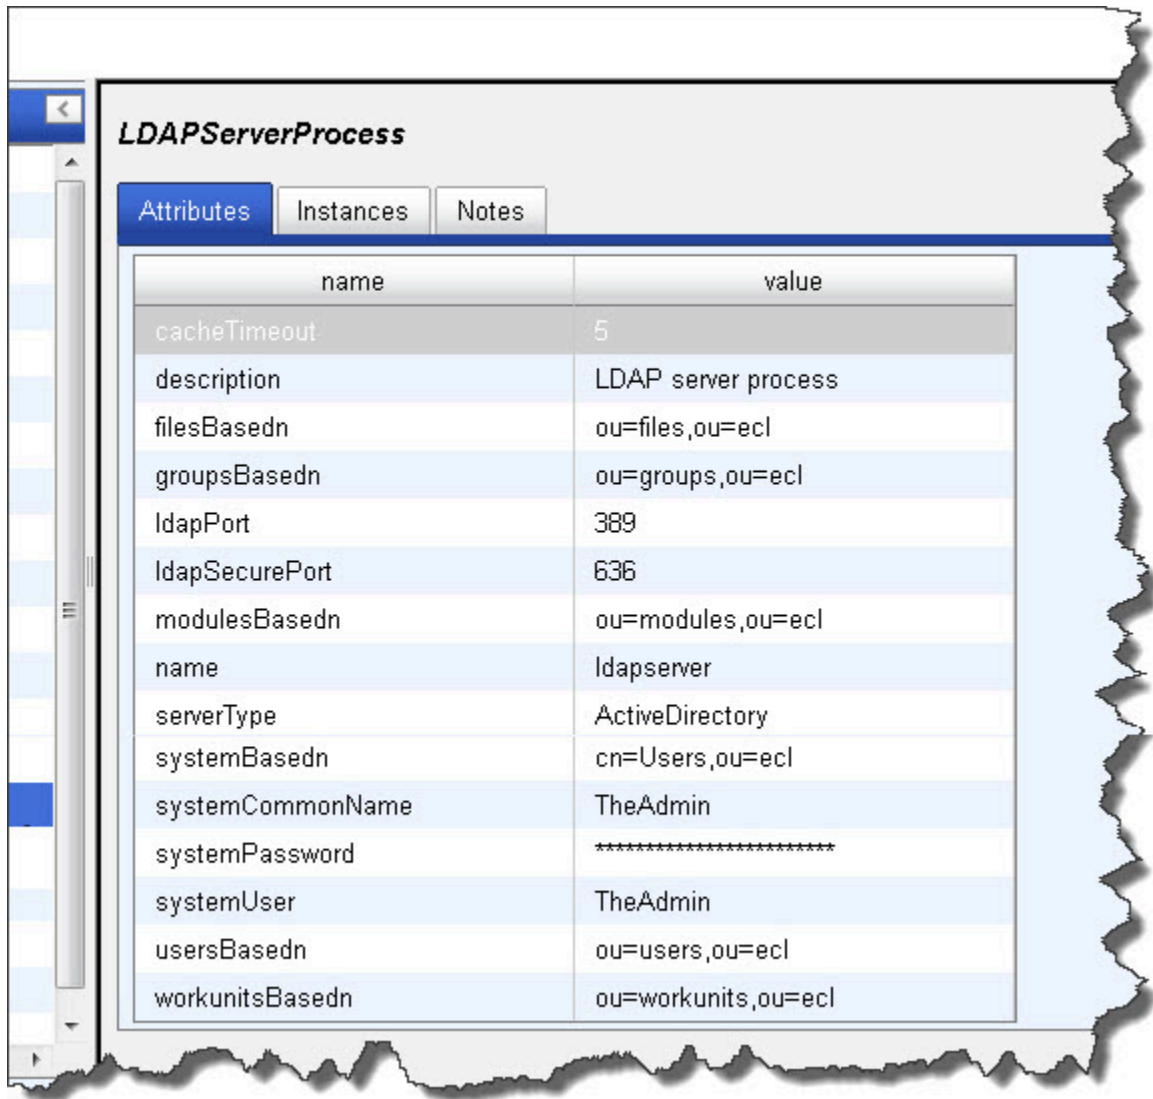 LDAPServerProcess
Attributes Instances Notes
name value
cacheTimeout 5
description LDAP server process
filesBasedn ou=files,ou=ecl
groupsBasedn ou=groups,ou=ecl
ldapPort 389
ldapSecurePort 636
modulesBasedn ou=modules,ou=ecl
name ldapserver
serverType ActiveDirectory
systemBasedn cn=Users,ou=ecl
systemCommonName TheAdmin
systemPassword ************************
systemUser TheAdmin
usersBasedn ou=users,ou=ecl
workunitsBasedn ou=workunits,ou=ecl